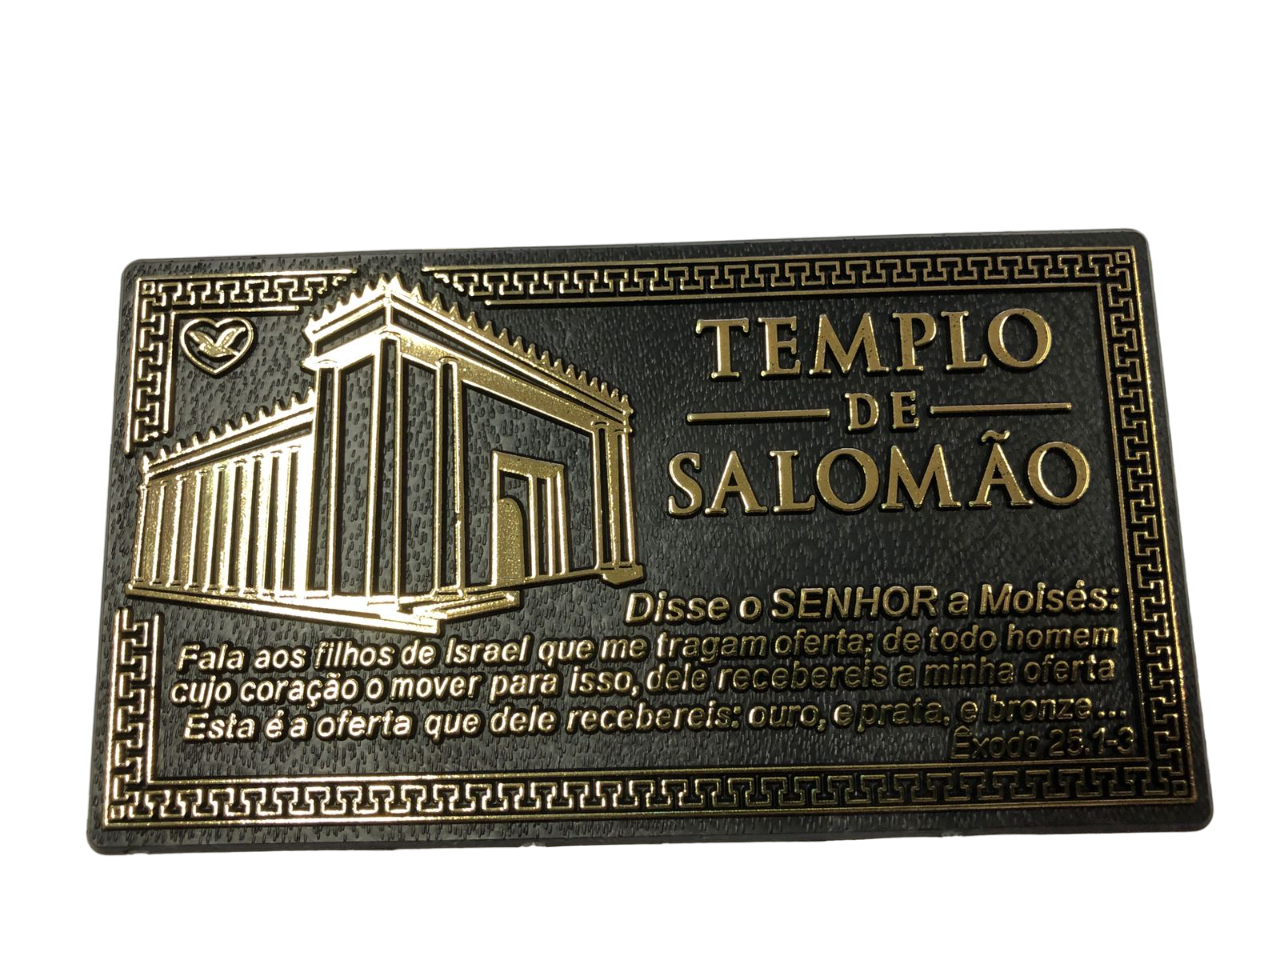 TEMPLO
DE
SALOMÃO
Disse o SENHOR a Moisés:
Fala aos filhos de Israel que me tragam oferta; de todo homem
cujo coração o mover para isso, dele recebereis a minha oferta
Esta é a oferta que dele recebereis: ouro, e prata, e bronze...
Êxodo 25.1-3